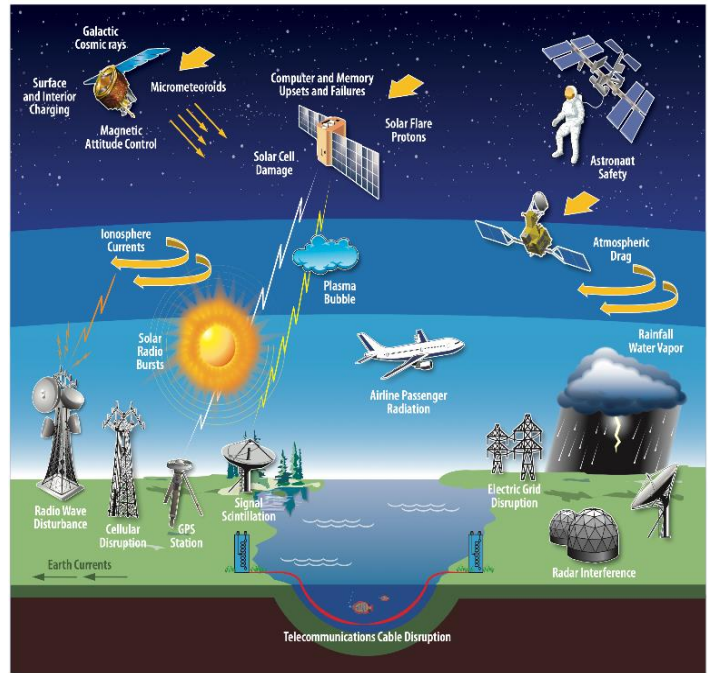 Galactic
Cosmic rays
Surface
and Interior
Charging
Micrometeoroids
Magnetic
Attitude Control
Computer and Memory
Upsets and Failures
Solar Flare
Protons
Solar Cell
Damage
Astronant
Safety
Ionosphere
Currents
Plasma
Bubble
Atmospheric
Drag
Solar
Radio
Bursts
Airline Passenger
Radiation
Rainfall
Water Vapor
Radio Wave
Disturbance
Cellular
Disruption
GPS
Station
Signal
Scintillation
Electric Grid
Disruption
Radar Interference
Earth Currents
Telecommunications Cable Disruption